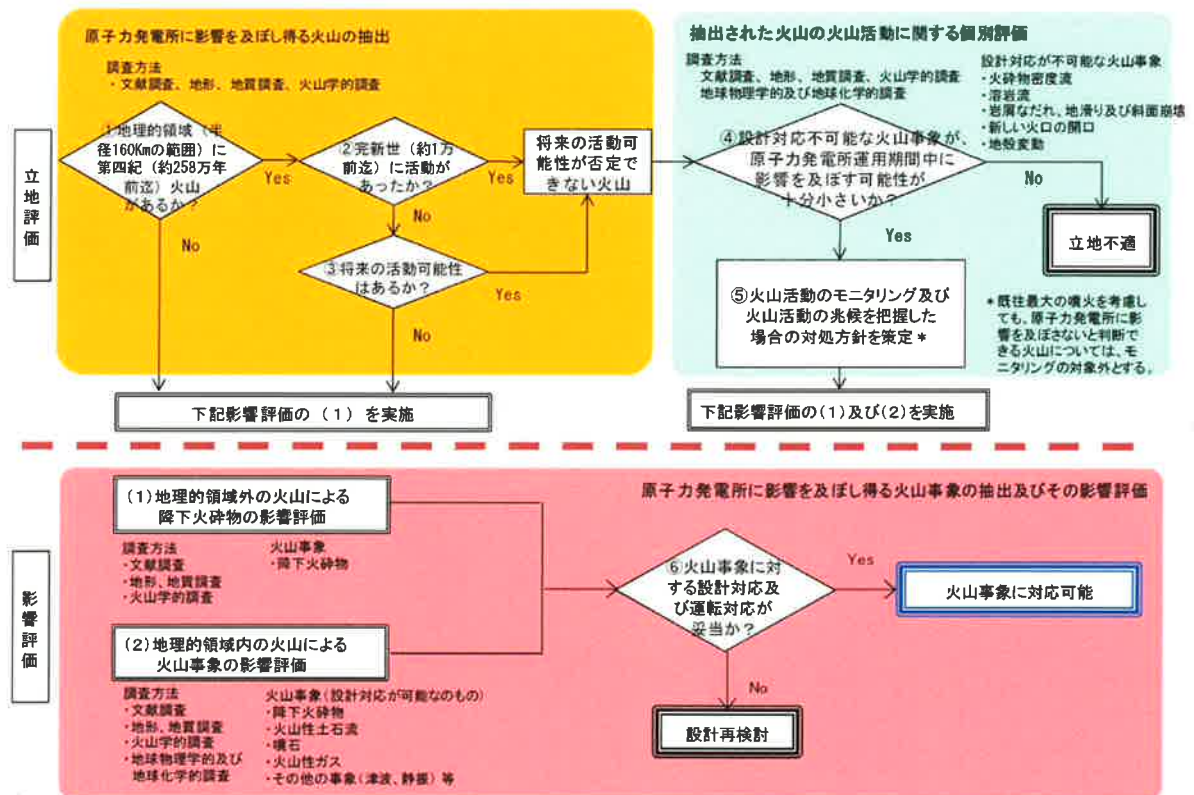 立地評価
原子力発電所に影響を及ぼし得る火山の抽出
調査方法
・文献調査、地形、地質調査、火山学的調査
①地理的領域（半
径160Kmの範囲）に
第四紀（約258万年
前迄）火山
があるか？
Yes
No
②完新世（約1万
前迄）に活動が
あったか？
Yes
No
③将来の活動可能性
はあるか？
Yes
No
将来の活動可
能性が否定で
きない火山
下記影響評価の（1）を実施
抽出された火山の火山活動に関する個別評価
調査方法
文献調査、地形、地質調査、火山学的調査
地球物理学的及び地球化学的調査
設計対応が不可能な火山事象
・火砕物密度流
・溶岩流
・岩屑なだれ、地滑り及び斜面崩壊
・新しい火口の開口
・地殻変動
④設計対応不可能な火山事象が、
原子力発電所運用期間中に
影響を及ぼす可能性が
十分小さいか？
No
Yes
立地不適
⑤火山活動のモニタリング及び
火山活動の兆候を把握した
場合の対処方針を策定＊
＊既往最大の噴火を考慮し
ても、原子力発電所に影
響を及ぼさないと判断で
きる火山については、モ
ニタリングの対象外とする。
下記影響評価の(1)及び(2)を実施
影響評価
原子力発電所に影響を及ぼし得る火山事象の抽出及びその影響評価
(1)地理的領域外の火山による
降下火砕物の影響評価
調査方法
・文献調査
・地形、地質調査
・火山学的調査
火山事象
・降下火砕物
(2)地理的領域内の火山による
火山事象の影響評価
調査方法
・文献調査
・地形、地質調査
・火山学的調査
・地球物理学的及び
地球化学的調査
火山事象（設計対応が可能なのもの）
・降下火砕物
・火山性土石流
・噴石
・火山性ガス
・その他の事象（津波、静振）等
⑥火山事象に対
する設計対応及
び運転対応が
妥当か？
Yes
No
火山事象に対応可能
設計再検討